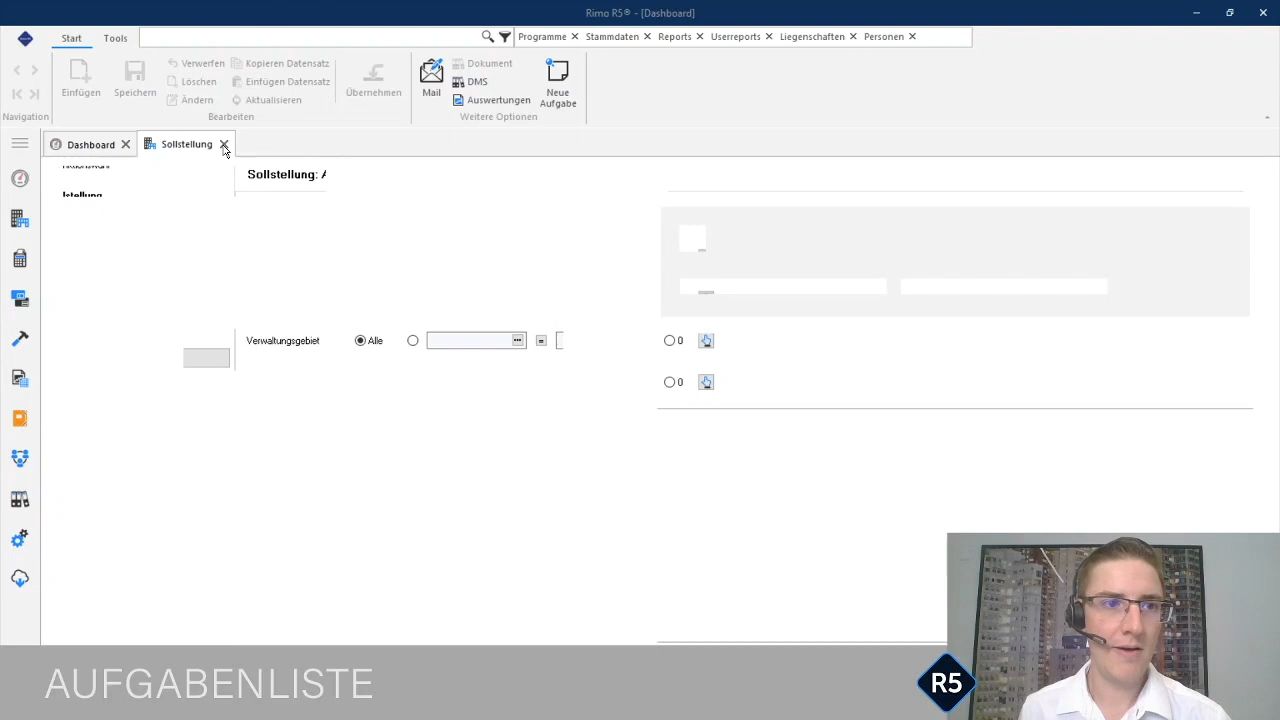 Rimo R5® - [Dashboard]
Start
Tools
Programme
Stammdaten
Reports
Userreports
Liegenschaften
Personen
Einfügen
Speichern
Verwerfen
Löschen
Ändern
Kopieren Datensatz
Einfügen Datensatz
Aktualisieren
Übernehmen
Mail
Dokument
DMS
Auswertungen
Neue
Aufgabe
Navigation
Bearbeiten
Weitere Optionen
Dashboard
Sollstellung
Sollstellung:
Verwaltungsgebiet
Alle
0
0
AUFGABENLISTE
R5